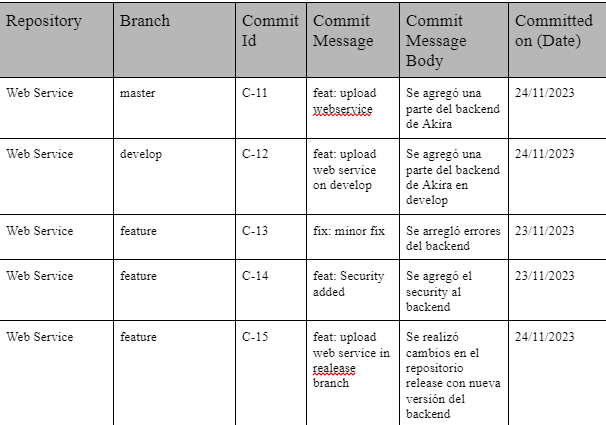 Repository Branch Commit Id Commit Message Commit Message Body Committed on (Date)
Web Service master C-11 feat: upload webservice Se agregó una parte del backend de Akira 24/11/2023
Web Service develop C-12 feat: upload web service on develop Se agregó una parte del backend de Akira en develop 24/11/2023
Web Service feature C-13 fix: minor fix Se arregló errores del backend 23/11/2023
Web Service feature C-14 feat: Security added Se agregó el security al backend 23/11/2023
Web Service feature C-15 feat: upload web service in realease branch Se realizó cambios en el repositorio release con nueva versión del backend 24/11/2023